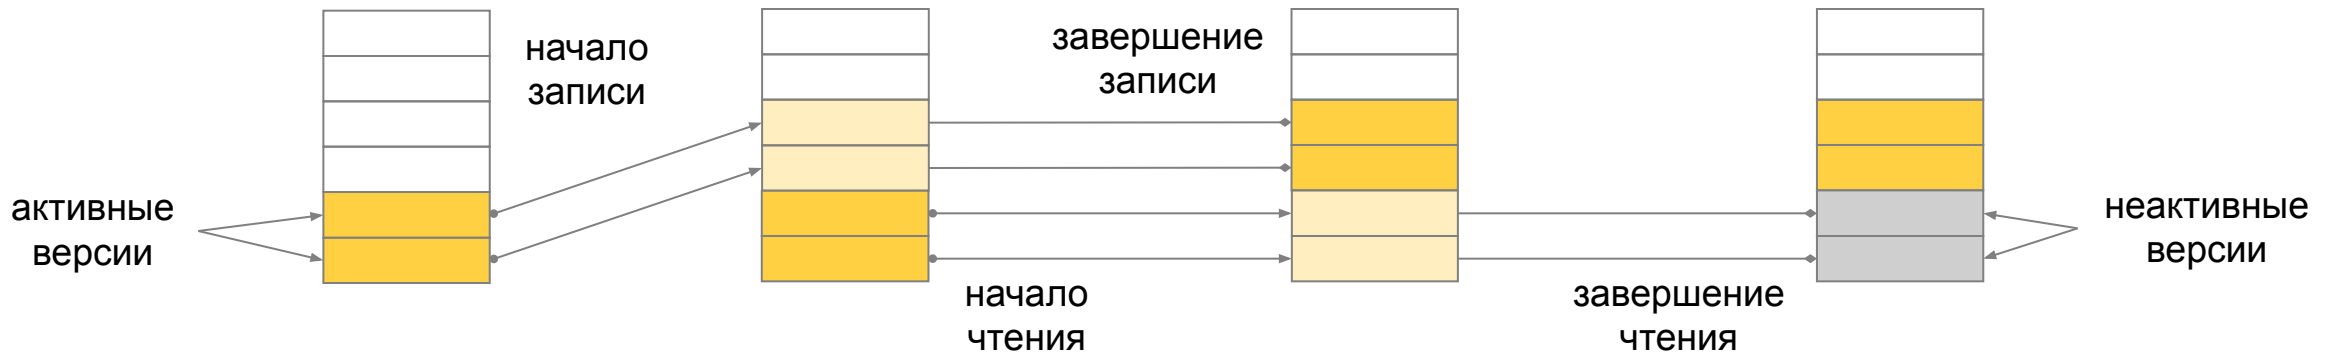 активные
версии
начало
записи
завершение
записи
начало
чтения
завершение
чтения
неактивные
версии